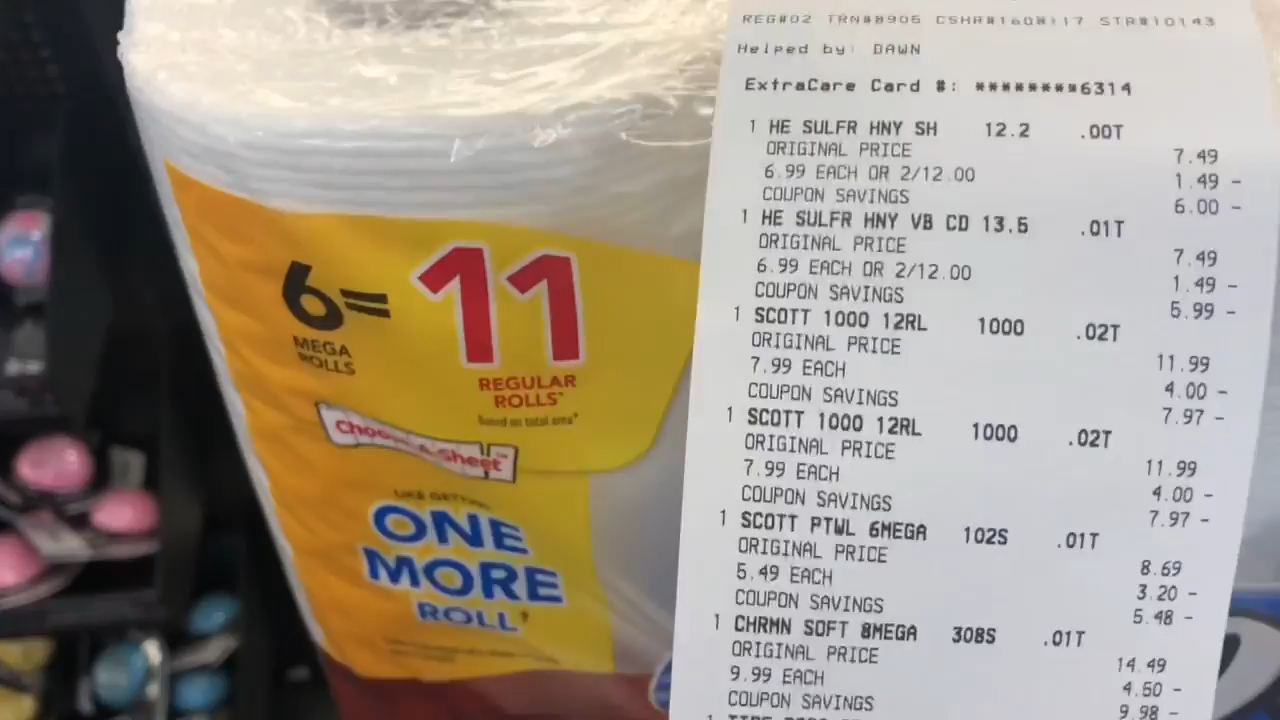 REG#02 TRN#8906 CSHR#1608117 STR#10143
Helped by: DAWN
ExtraCare Card #: ********6314
1 HE SULFR HNY SH 12.2 .00T
ORIGINAL PRICE 7.49
6.99 EACH OR 2/12.00 1.49 -
COUPON SAVINGS 6.00 -
1 HE SULFR HNY VB CD 13.5 .01T
ORIGINAL PRICE 7.49
6.99 EACH OR 2/12.00 1.49 -
COUPON SAVINGS 5.99 -
1 SCOTT 1000 12RL 1000 .02T
ORIGINAL PRICE 11.99
7.99 EACH 4.00 -
COUPON SAVINGS 7.97 -
1 SCOTT 1000 12RL 1000 .02T
ORIGINAL PRICE 11.99
7.99 EACH 4.00 -
COUPON SAVINGS 7.97 -
1 SCOTT PTWL 6MEGA 102S .01T
ORIGINAL PRICE 8.69
5.49 EACH 3.20 -
COUPON SAVINGS 5.48 -
1 CHRMN SOFT 8MEGA 308S .01T
ORIGINAL PRICE 14.49
9.99 EACH 4.50 -
COUPON SAVINGS 9.98 -
6=
MEGA
ROLLS
11
REGULAR
ROLLS*
based on total area*
Choose-A-Sheet™
LIKE GETTING
ONE
MORE
ROLL†